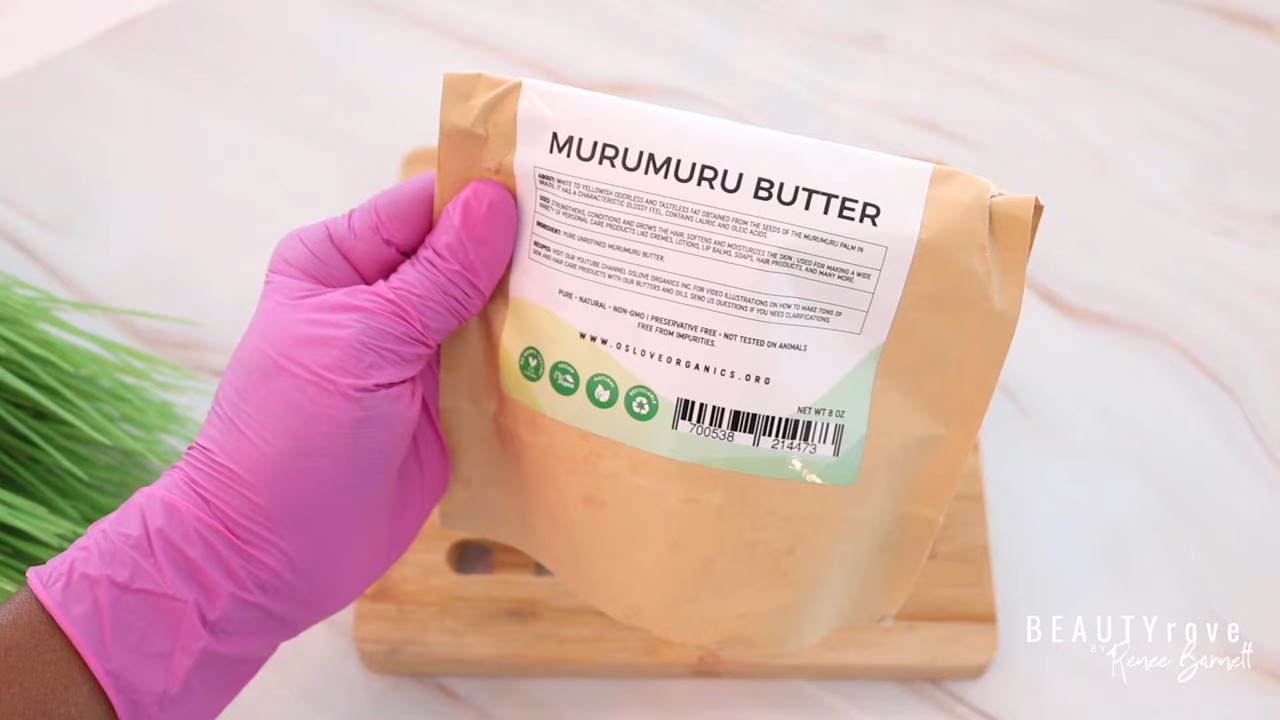 MURUMURU BUTTER
ABOUT: WHITE TO YELLOWISH ODORLESS AND TASTELESS FAT OBTAINED FROM THE SEEDS OF THE MURUMURU PALM IN
BRAZIL. IT HAS A CHARACTERISTIC GLOSSY FEEL, CONTAINS LAURIC AND OLEIC ACIDS.
USES: STRENGTHENS, CONDITIONS AND GROWS THE HAIR; SOFTENS AND MOISTURIZES THE SKIN; USED FOR MAKING A WIDE
VARIETY OF PERSONAL CARE PRODUCTS LIKE CREMES, LOTIONS, LIP BALMS, SOAPS, HAIR PRODUCTS, AND MANY MORE.
INGREDIENT: PURE UNREFINED MURUMURU BUTTER.
RECIPES: VISIT OUR YOUTUBE CHANNEL OSLOVE ORGANICS INC. FOR VIDEO ILLUSTRATIONS ON HOW TO MAKE TONS OF
SKIN AND HAIR CARE PRODUCTS WITH OUR BUTTERS AND OILS. SEND US QUESTIONS IF YOU NEED CLARIFICATIONS.
PURE - NATURAL - NON-GMO | PRESERVATIVE FREE - NOT TESTED ON ANIMALS
FREE FROM IMPURITIES.
WWW.OSLOVEORGANICS.ORG
VEGAN
Vegan
NATURAL
RECYCLABLE
NET WT 8 OZ
700538 214473
BEAUTYrove
BY Renee Barnett